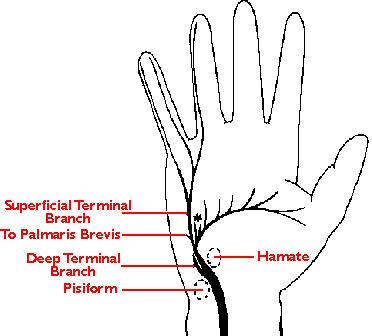 Superficial Terminal
Branch
To Palmaris Brevis
Deep Terminal
Branch
Hamate
Pisiform